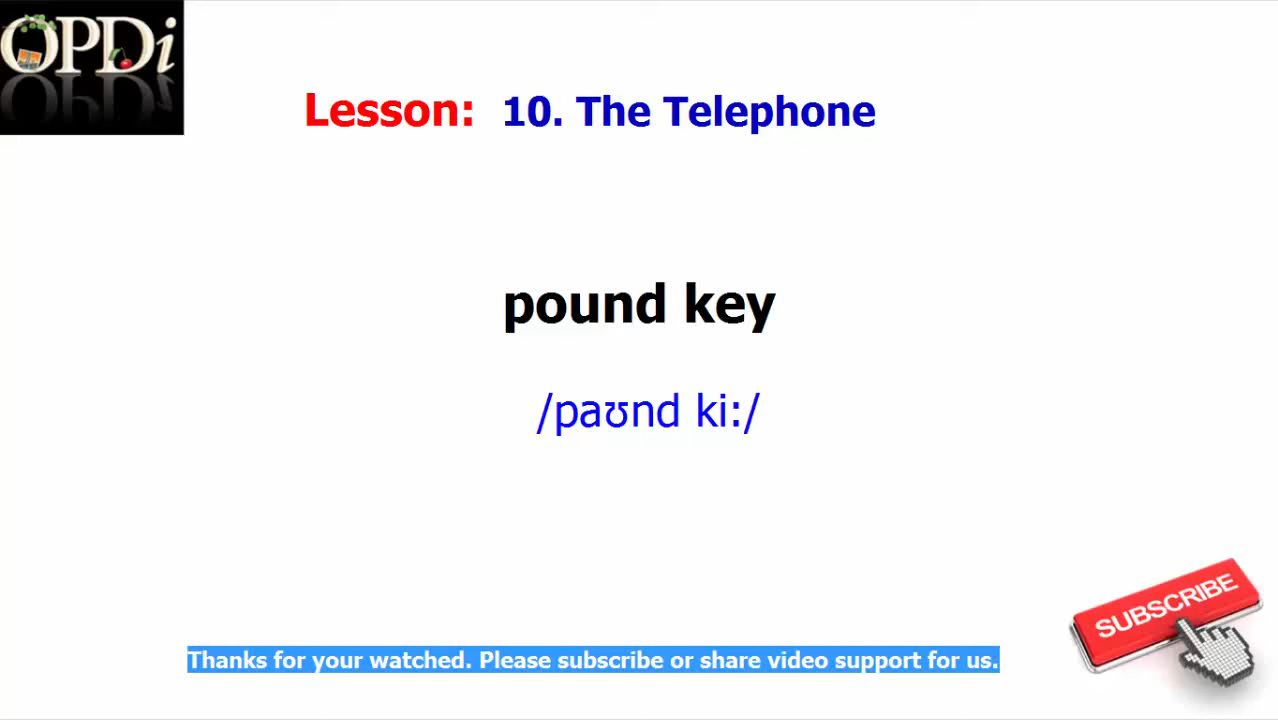 OPDi
Lesson: 10. The Telephone
pound key
/paʊnd ki:/
SUBSCRIBE
Thanks for your watched. Please subscribe or share video support for us.